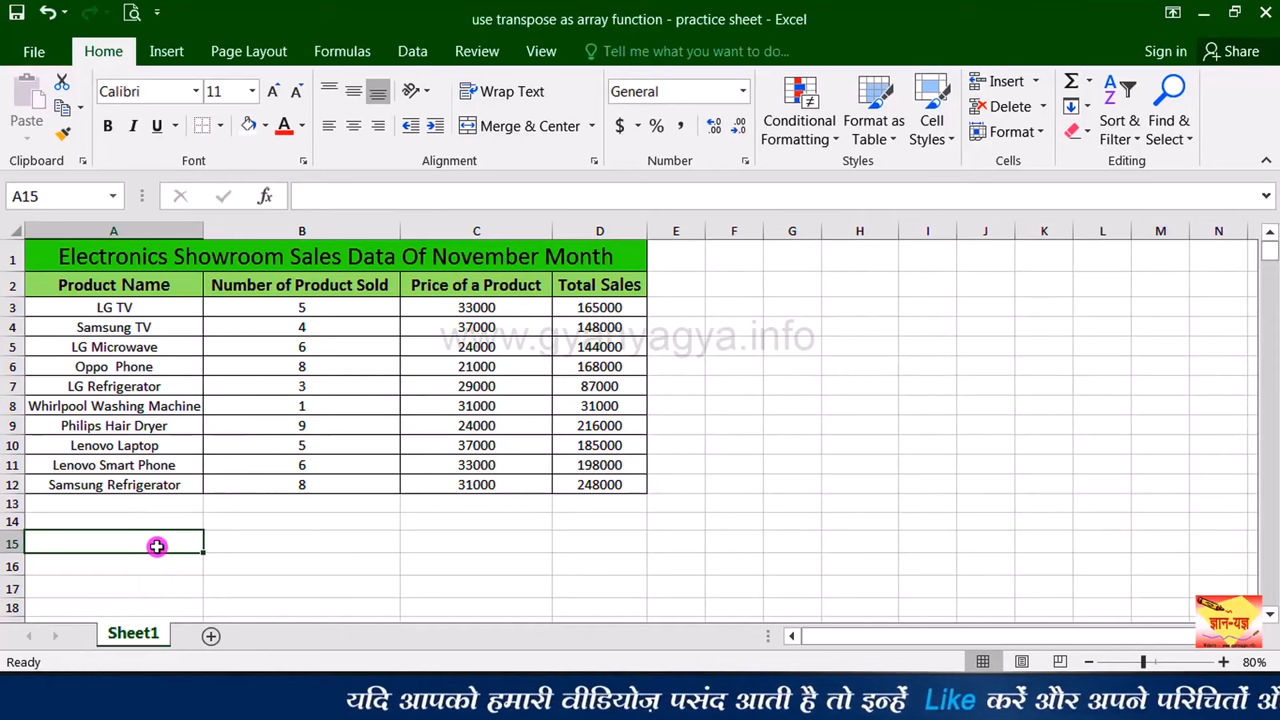 use transpose as array function - practice sheet - Excel
File Home Insert Page Layout Formulas Data Review View Tell me what you want to do... Sign in Share
Paste Calibri 11 Wrap Text General Conditional Formatting Format as Table Cell Styles Insert Σ Sort & Filter Find & Select
B I U A Merge & Center $ % , Delete
Format
Clipboard Font Alignment Number Styles Cells Editing
A15 fx
A B C D E F G H I J K L M N
1 Electronics Showroom Sales Data Of November Month
2 Product Name Number of Product Sold Price of a Product Total Sales
3 LG TV 5 33000 165000
4 Samsung TV 4 37000 148000
www.gyanyagya.info
5 LG Microwave 6 24000 144000
6 Oppo Phone 8 21000 168000
7 LG Refrigerator 3 29000 87000
8 Whirlpool Washing Machine 1 31000 31000
9 Philips Hair Dryer 9 24000 216000
10 Lenovo Laptop 5 37000 185000
11 Lenovo Smart Phone 6 33000 198000
12 Samsung Refrigerator 8 31000 248000
13
14
15
16
17
18
ज्ञान-यज्ञ
Sheet1
Ready 80%
यदि आपको हमारी वीडियोज़ पसंद आती है तो इन्हें Like करें और अपने परिचितों